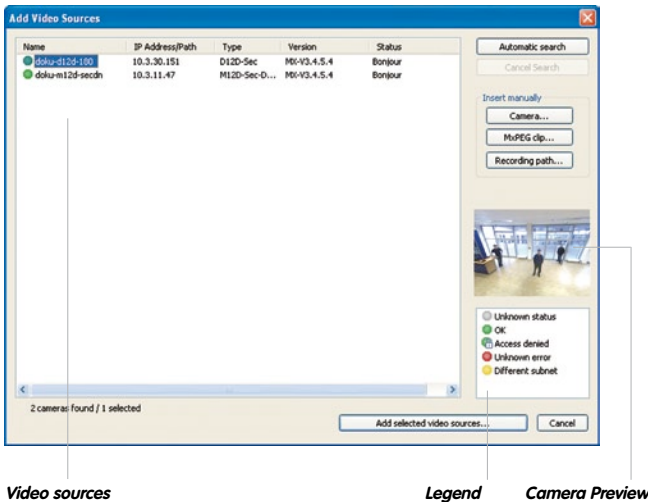 Add Video Sources
Name IP Address/Path Type Version Status
doku-d12d-180 10.3.30.151 D12D-Sec MX-V3.4.5.4 Bonjour
doku-m12d-secdn 10.3.11.47 M12D-Sec-D... MX-V3.4.5.4 Bonjour
Automatic search
Cancel Search
Insert manually
Camera...
MxPEG clip...
Recording path...
Unknown status
OK
Access denied
Unknown error
Different subnet
2 cameras found / 1 selected
Add selected video sources...
Cancel
Video sources
Legend
Camera Preview